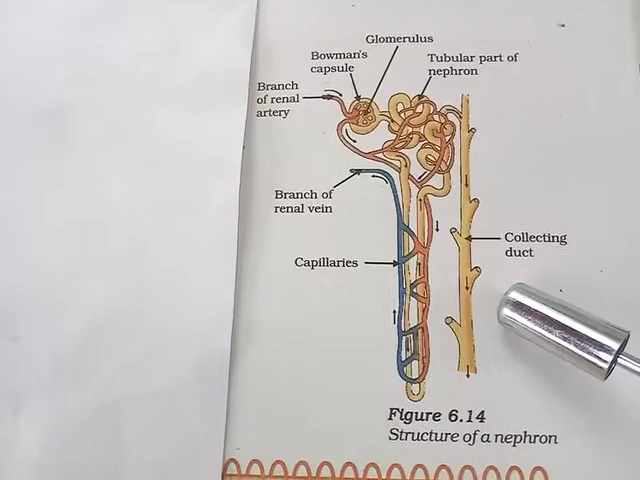 Glomerulus
Bowman's
capsule
Tubular part of
nephron
Branch
of renal
artery
Branch of
renal vein
Collecting
duct
Capillaries
Figure 6.14
Structure of a nephron